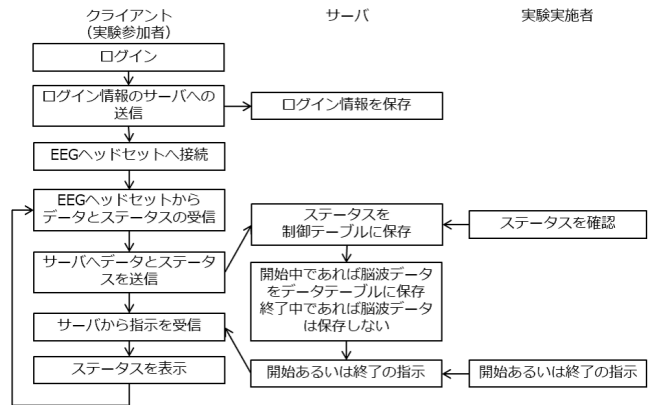 クライアント
（実験参加者）
サーバ
実験実施者
ログイン
ログイン情報のサーバへの
送信
ログイン情報を保存
EEGヘッドセットへ接続
EEGヘッドセットから
データとステータスの受信
ステータスを
制御テーブルに保存
ステータスを確認
サーバへデータとステータ
スを送信
開始中であれば脳波データ
をデータテーブルに保存
終了中であれば脳波データ
は保存しない
サーバから指示を受信
ステータスを表示
開始あるいは終了の指示
開始あるいは終了の指示